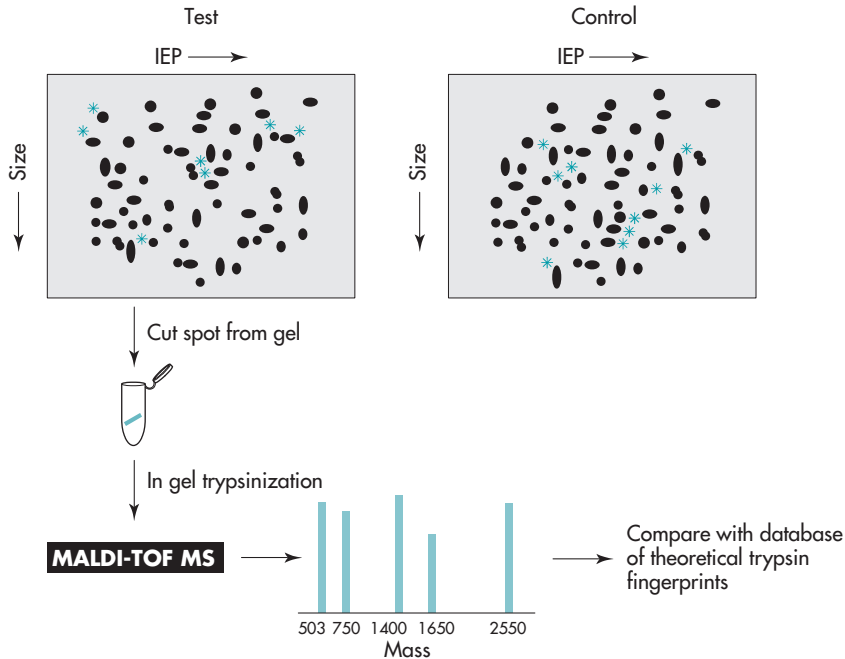 Test
Control
IEP
IEP
Size
Size
Cut spot from gel
In gel trypsinization
MALDI-TOF MS
503 750 1400 1650 2550
Mass
Compare with database
of theoretical trypsin
fingerprints